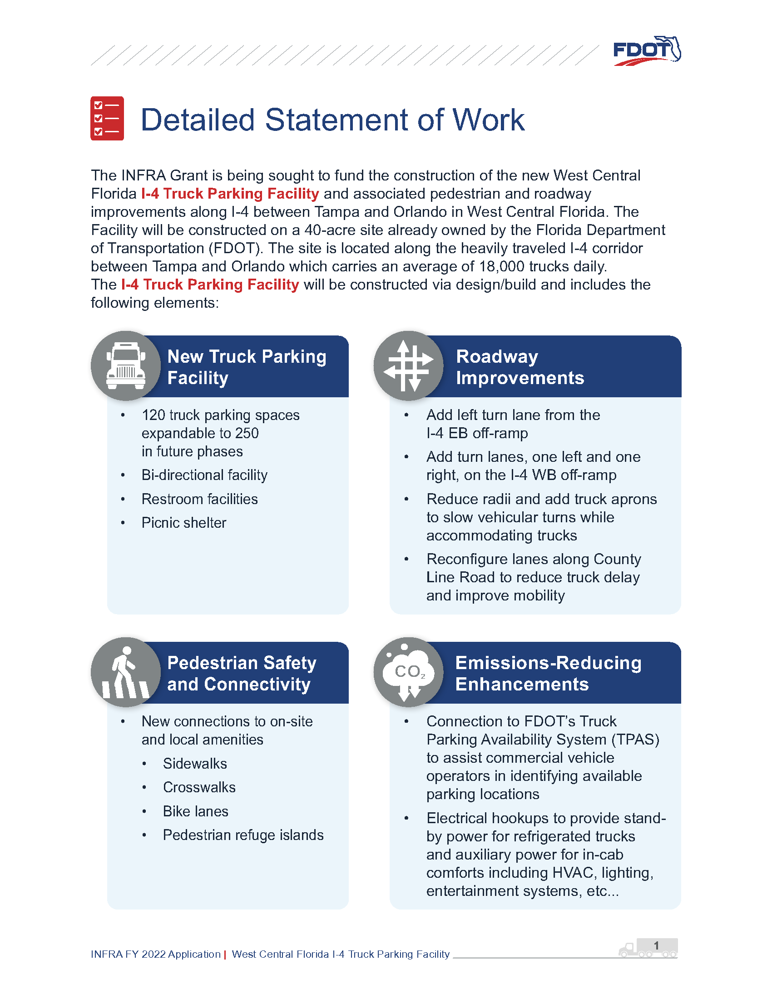 FDOT
Detailed Statement of Work
The INFRA Grant is being sought to fund the construction of the new West Central
Florida I-4 Truck Parking Facility and associated pedestrian and roadway
improvements along I-4 between Tampa and Orlando in West Central Florida. The
Facility will be constructed on a 40-acre site already owned by the Florida Department
of Transportation (FDOT). The site is located along the heavily traveled I-4 corridor
between Tampa and Orlando which carries an average of 18,000 trucks daily.
The I-4 Truck Parking Facility will be constructed via design/build and includes the
following elements:
New Truck Parking
Facility
• 120 truck parking spaces
expandable to 250
in future phases
• Bi-directional facility
• Restroom facilities
• Picnic shelter
Roadway
Improvements
• Add left turn lane from the
I-4 EB off-ramp
• Add turn lanes, one left and one
right, on the I-4 WB off-ramp
• Reduce radii and add truck aprons
to slow vehicular turns while
accommodating trucks
• Reconfigure lanes along County
Line Road to reduce truck delay
and improve mobility
Pedestrian Safety
and Connectivity
• New connections to on-site
and local amenities
• Sidewalks
• Crosswalks
• Bike lanes
• Pedestrian refuge islands
CO₂
Emissions-Reducing
Enhancements
• Connection to FDOT’s Truck
Parking Availability System (TPAS)
to assist commercial vehicle
operators in identifying available
parking locations
• Electrical hookups to provide stand-
by power for refrigerated trucks
and auxiliary power for in-cab
comforts including HVAC, lighting,
entertainment systems, etc...
INFRA FY 2022 Application | West Central Florida I-4 Truck Parking Facility
1